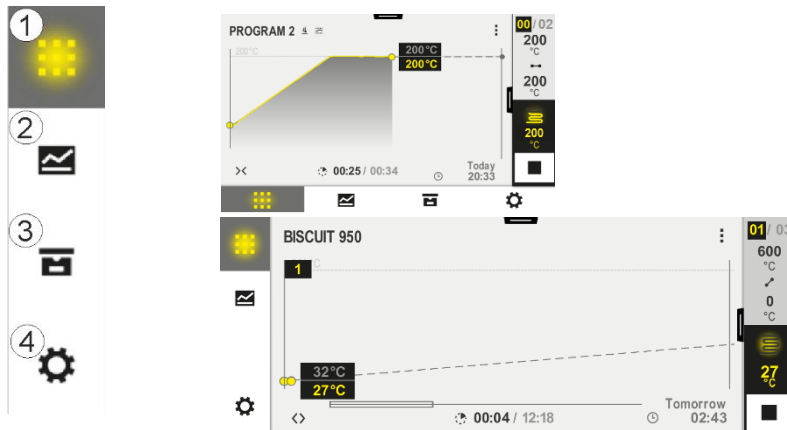 1
2
3
4
PROGRAM 2
200°C
200°C
200°C
00:25 / 00:34
Today
20:33
00 / 02
200
°C
200
°C
200
°C
BISCUIT 950
1
32°C
27°C
00:04 / 12:18
Tomorrow
02:43
01 / 03
600
°C
0
°C
27
°C